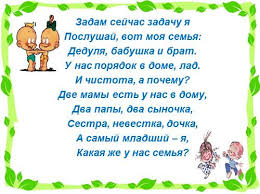 Задам сейчас задачу я
Послушай, вот моя семья:
Дедуля, бабушка и брат.
У нас порядок в доме, лад.
И чистота, а почему?
Две мамы есть у нас в дому,
Два папы, два сыночка,
Сестра, невестка, дочка,
А самый младший – я,
Какая же у нас семья?